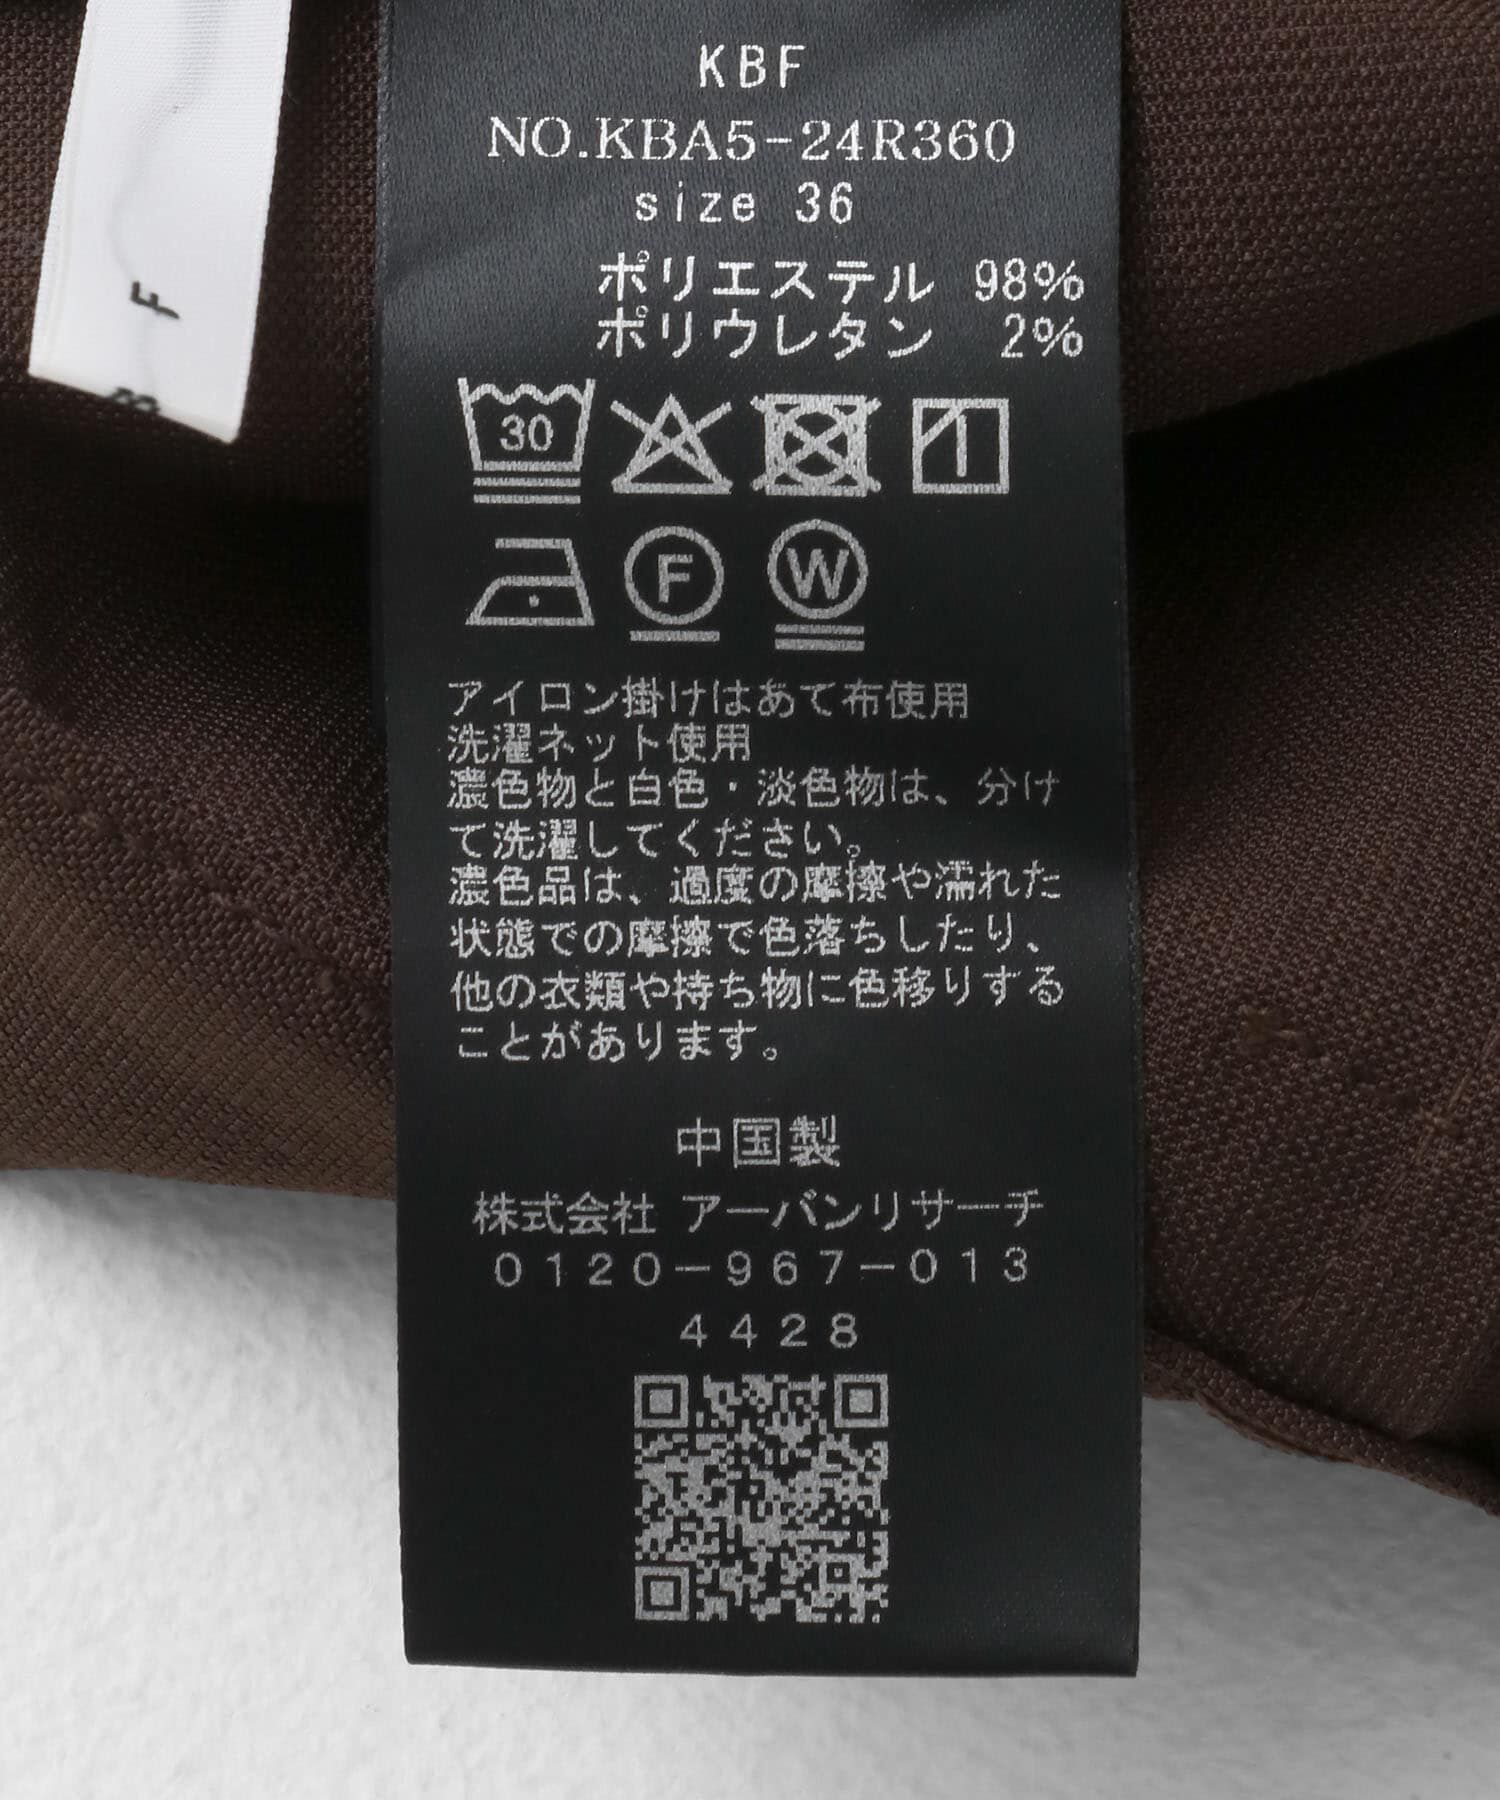 KBF
NO.KBA5-24R360
size 36
ポリエステル 98%
ポリウレタン 2%
30
F
W
アイロン掛けはあて布使用
洗濯ネット使用
濃色物と白色・淡色物は、分け
て洗濯してください。
濃色品は、過度の摩擦や濡れた
状態での摩擦で色落ちしたり、
他の衣類や持ち物に色移りする
ことがあります。
中国製
株式会社 アーバンリサーチ
0120-967-013
4428
F
B